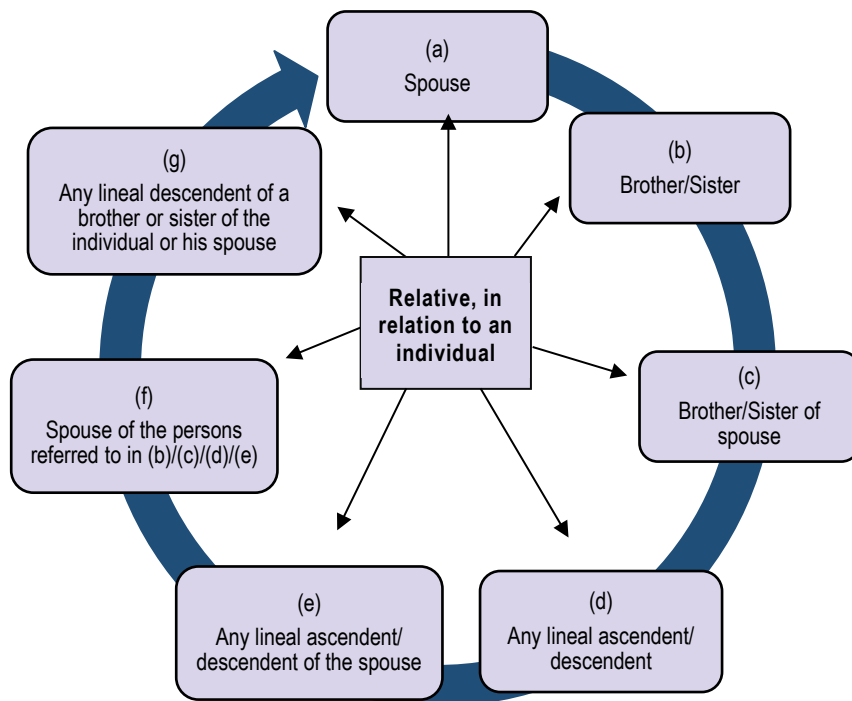 (a)
Spouse
(b)
Brother/Sister
(c)
Brother/Sister of
spouse
(d)
Any lineal ascendent/
descendent
(e)
Any lineal ascendent/
descendent of the spouse
(f)
Spouse of the persons
referred to in (b)/(c)/(d)/(e)
(g)
Any lineal descendent of a
brother or sister of the
individual or his spouse
Relative, in
relation to an
individual